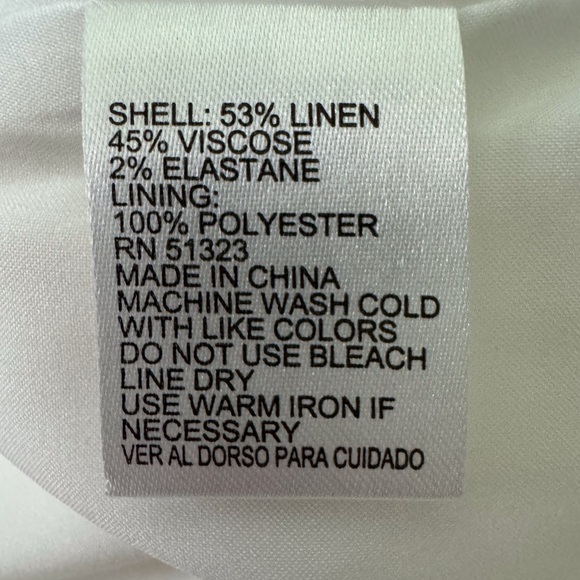 SHELL: 53% LINEN
45% VISCOSE
2% ELASTANE
LINING:
100% POLYESTER
RN 51323
MADE IN CHINA
MACHINE WASH COLD
WITH LIKE COLORS
DO NOT USE BLEACH
LINE DRY
USE WARM IRON IF
NECESSARY
VER AL DORSO PARA CUIDADO